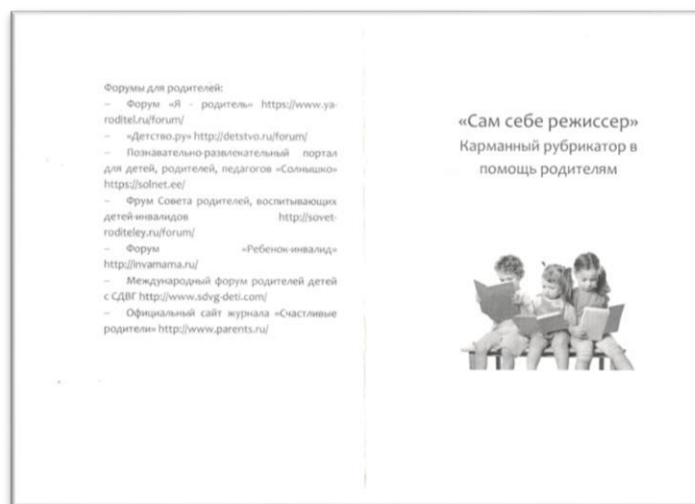 Форумы для родителей:
– Форум «Я - родитель» https://www.ya-
roditel.ru/forum/
– «Детство.ру» http://detstvo.ru/forum/
– Познавательно-развлекательный портал
для детей, родителей, педагогов «Солнышко»
https://solnet.ee/
– Фрум Совета родителей, воспитывающих
детей-инвалидов http://sovet-
roditeley.ru/forum/
– Форум «Ребенок-инвалид»
http://invamama.ru/
– Международный форум родителей детей
с СДВГ http://www.sdvg-deti.com/
– Официальный сайт журнала «Счастливые
родители» http://www.parents.ru/
«Сам себе режиссер»
Карманный рубрикатор в
помощь родителям